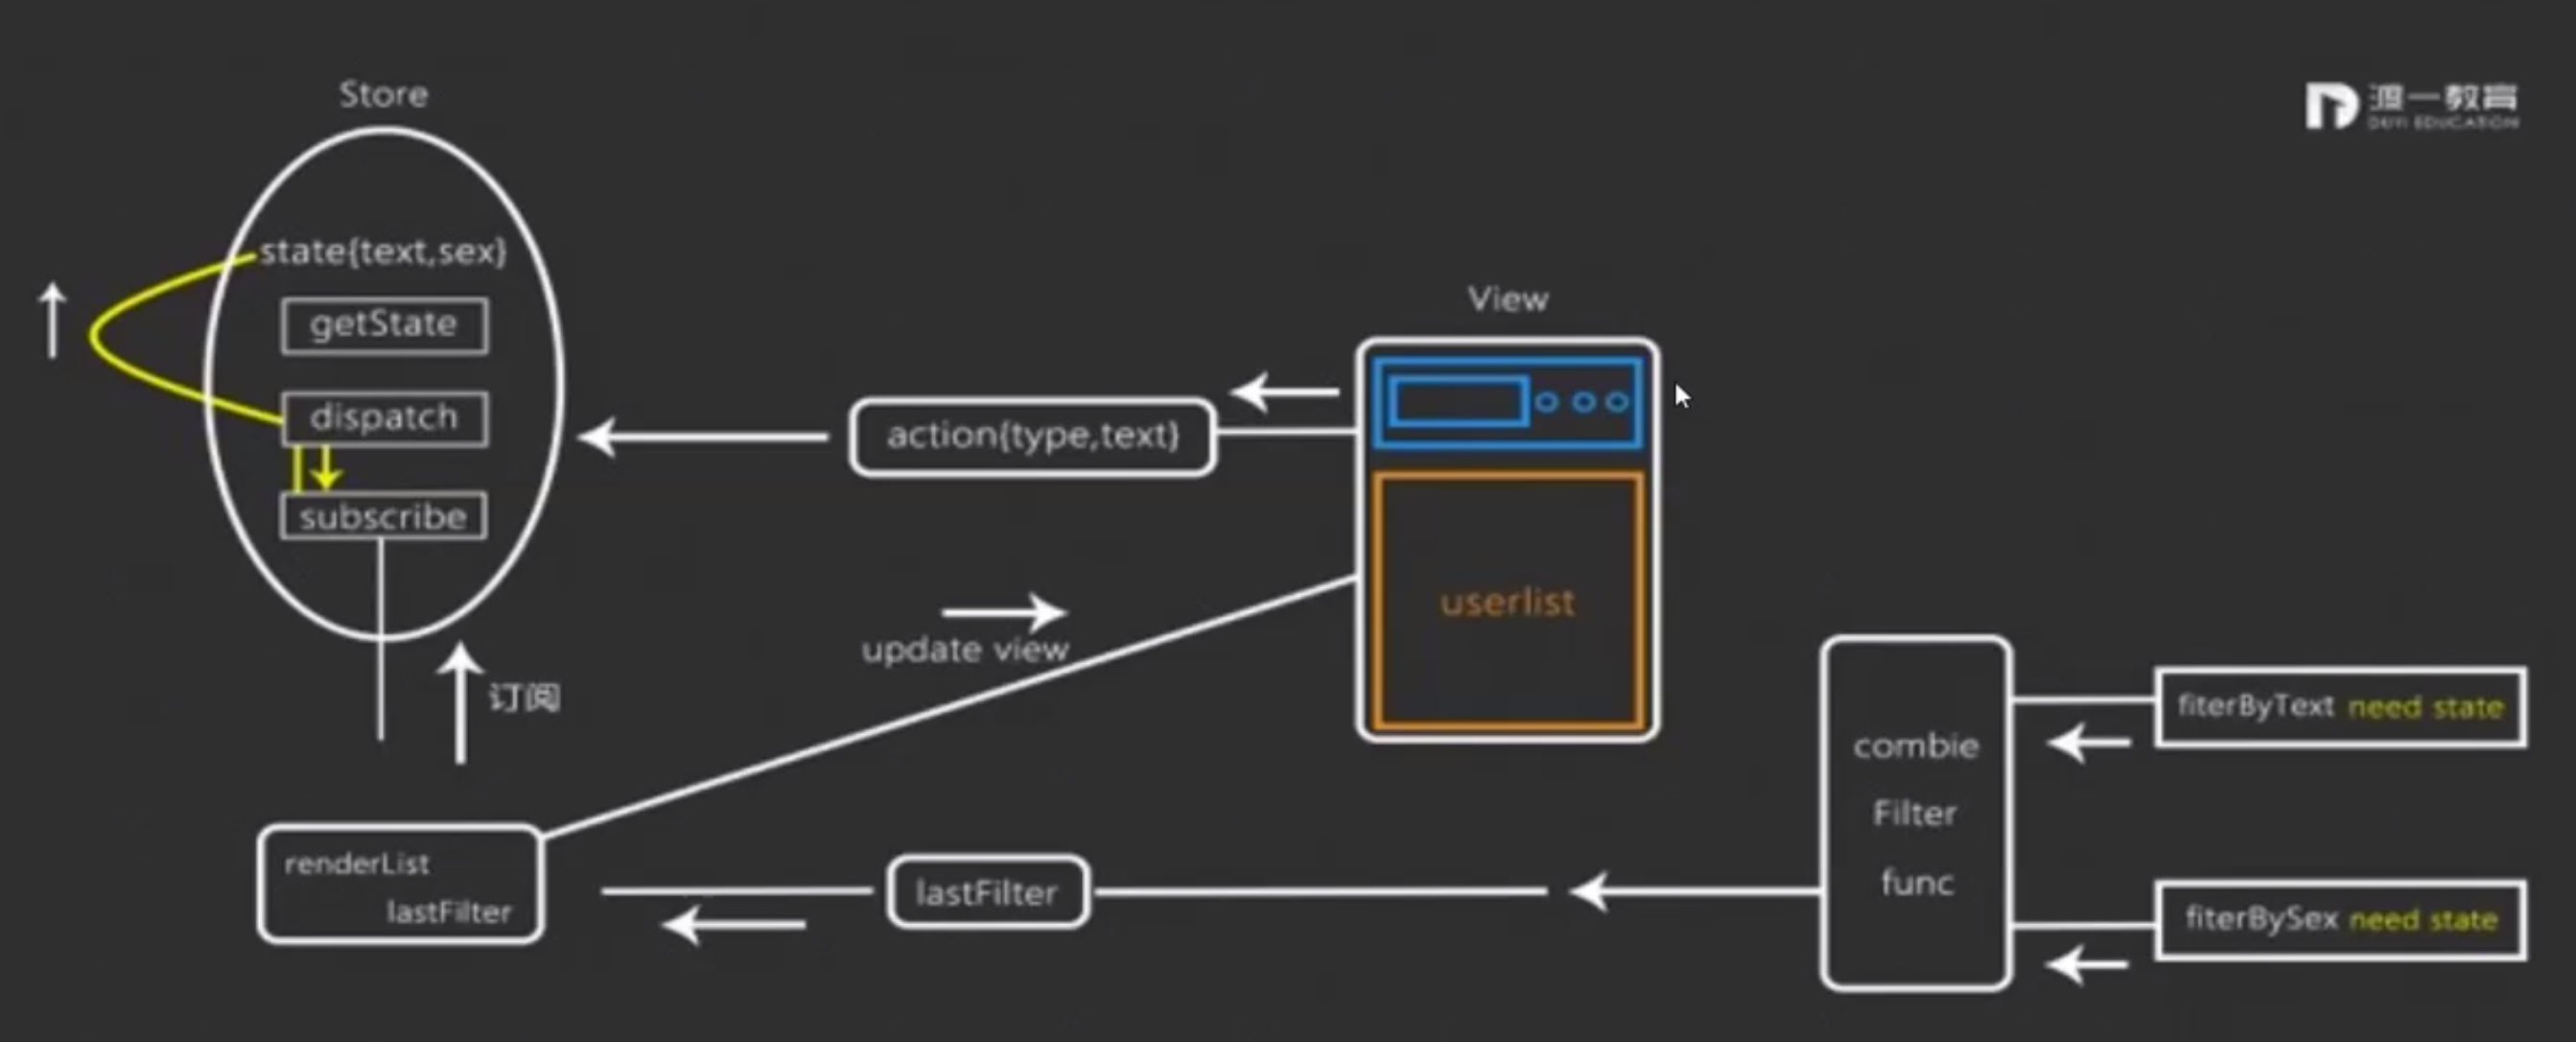 Store
渡一教育
DUYI EDUCATION
state{text,sex}
getState
dispatch
subscribe
action{type,text}
View
userlist
update view
订阅
renderList
lastFilter
lastFilter
combie
Filter
func
fiterByText need state
fiterBySex need state